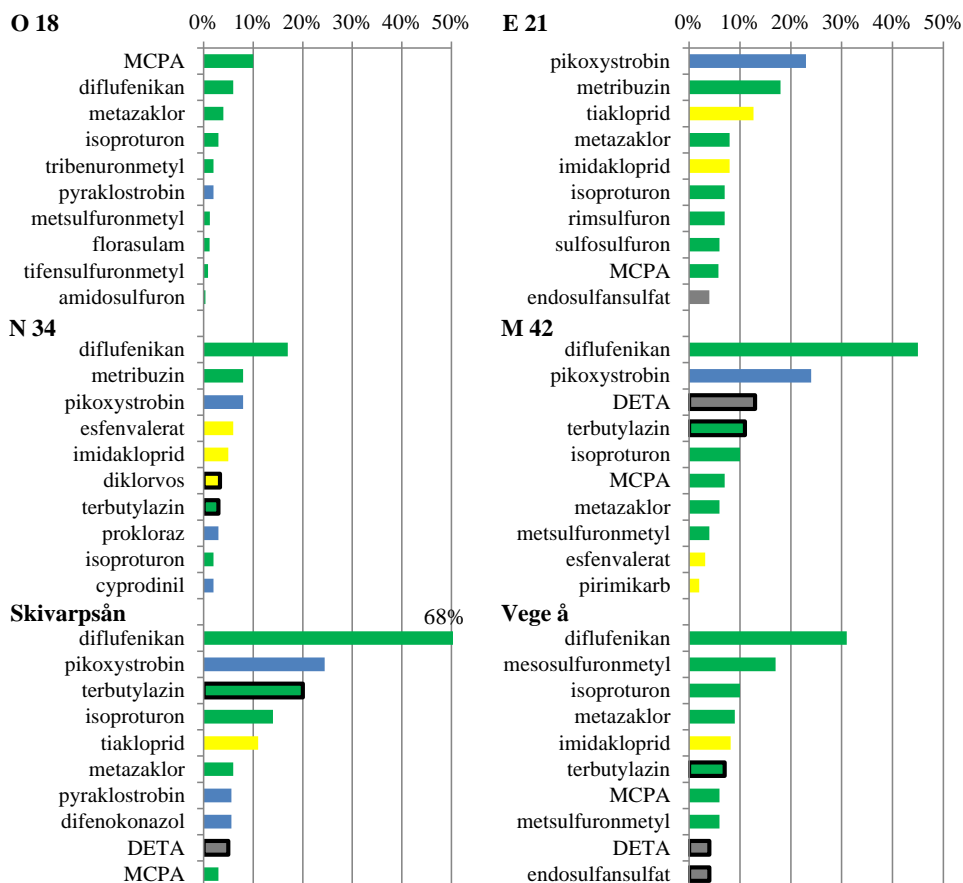 O 18
0% 10% 20% 30% 40% 50%
MCPA
diflufenikan
metazaklor
isoproturon
tribenuronmetyl
pyraklostrobin
metsulfuronmetyl
florasulam
tifensulfuronmetyl
amidosulfuron
N 34
diflufenikan
metribuzin
pikoxystrobin
esfenvalerat
imidakloprid
diklorvos
terbutylazin
prokloraz
isoproturon
cyprodinil
Skivarpsån
68%
diflufenikan
pikoxystrobin
terbutylazin
isoproturon
tiakloprid
metazaklor
pyraklostrobin
difenokonazol
DETA
MCPA
E 21
0% 10% 20% 30% 40% 50%
pikoxystrobin
metribuzin
tiakloprid
metazaklor
imidakloprid
isoproturon
rimsulfuron
sulfosulfuron
MCPA
endosulfansulfat
M 42
diflufenikan
pikoxystrobin
DETA
terbutylazin
isoproturon
MCPA
metazaklor
metsulfuronmetyl
esfenvalerat
pirimikarb
Vege å
diflufenikan
mesosulfuronmetyl
isoproturon
metazaklor
imidakloprid
terbutylazin
MCPA
metsulfuronmetyl
DETA
endosulfansulfat